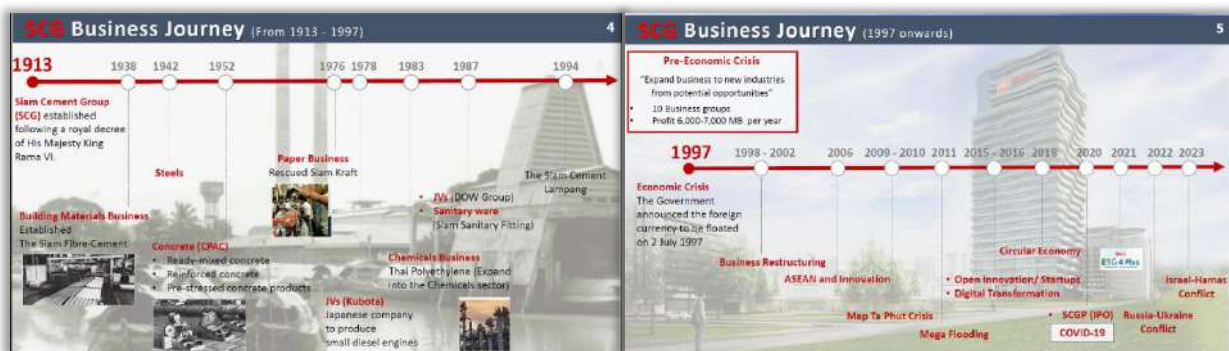 SCG Business Journey (From 1913 - 1997)
4
1913
1938
1942
1952
1976
1978
1983
1987
1994
Siam Cement Group
(SCG) established
following a royal decree
of His Majesty King
Rama VI.
Steels
Paper Business
Rescued Siam Kraft
The Siam Cement
Lampang
• JVs (DOW Group)
• Sanitary ware
(Siam Sanitary Fitting)
Building Materials Business
Established
The Siam Fibre-Cement
Concrete (CPAC)
• Ready-mixed concrete
• Reinforced concrete
• Pre-stressed concrete products
Chemicals Business
Thai Polyethylene (Expand
into the Chemicals sector)
JVs (Kubota)
Japanese company
to produce
small diesel engines
SCG Business Journey (1997 onwards)
5
Pre-Economic Crisis
"Expand business to new industries
from potential opportunities"
• 10 Business groups
• Profit 6,000-7,000 MB per year
1997
1998 - 2002
2006
2009 - 2010
2011
2015 - 2016
2018
2020
2021
2022
2023
Economic Crisis
The Government
announced the foreign
currency to be floated
on 2 July 1997
Business Restructuring
ASEAN and Innovation
Map Ta Phut Crisis
Mega Flooding
• Open Innovation/ Startups
• Digital Transformation
Circular Economy
• SCGP (IPO)
COVID-19
ESG 4 Plus
Russia-Ukraine
Conflict
Israel-Hamas
Conflict